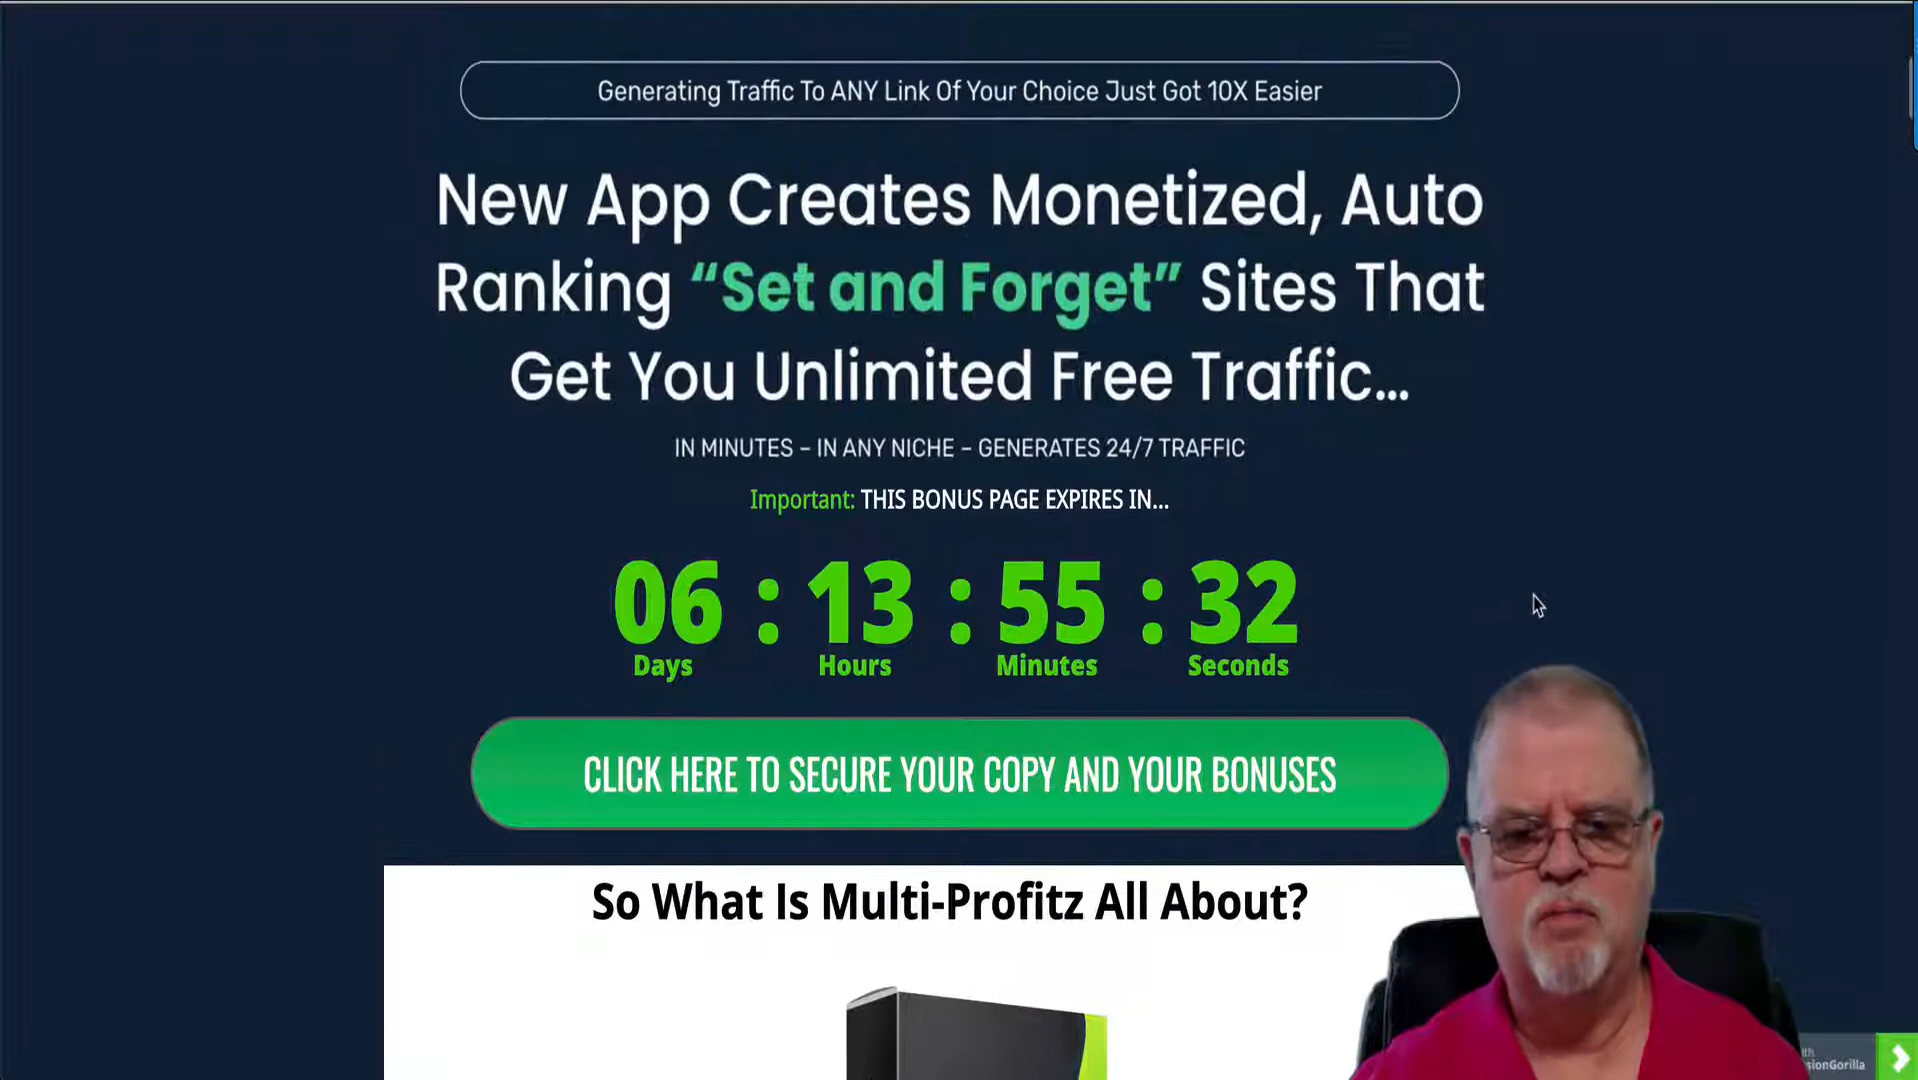 Generating Traffic To ANY Link Of Your Choice Just Got 10X Easier
New App Creates Monetized, Auto
Ranking “Set and Forget” Sites That
Get You Unlimited Free Traffic...
IN MINUTES – IN ANY NICHE – GENERATES 24/7 TRAFFIC
Important: THIS BONUS PAGE EXPIRES IN...
06 : 13 : 55 : 32
Days Hours Minutes Seconds
CLICK HERE TO SECURE YOUR COPY AND YOUR BONUSES
So What Is Multi-Profitz All About?